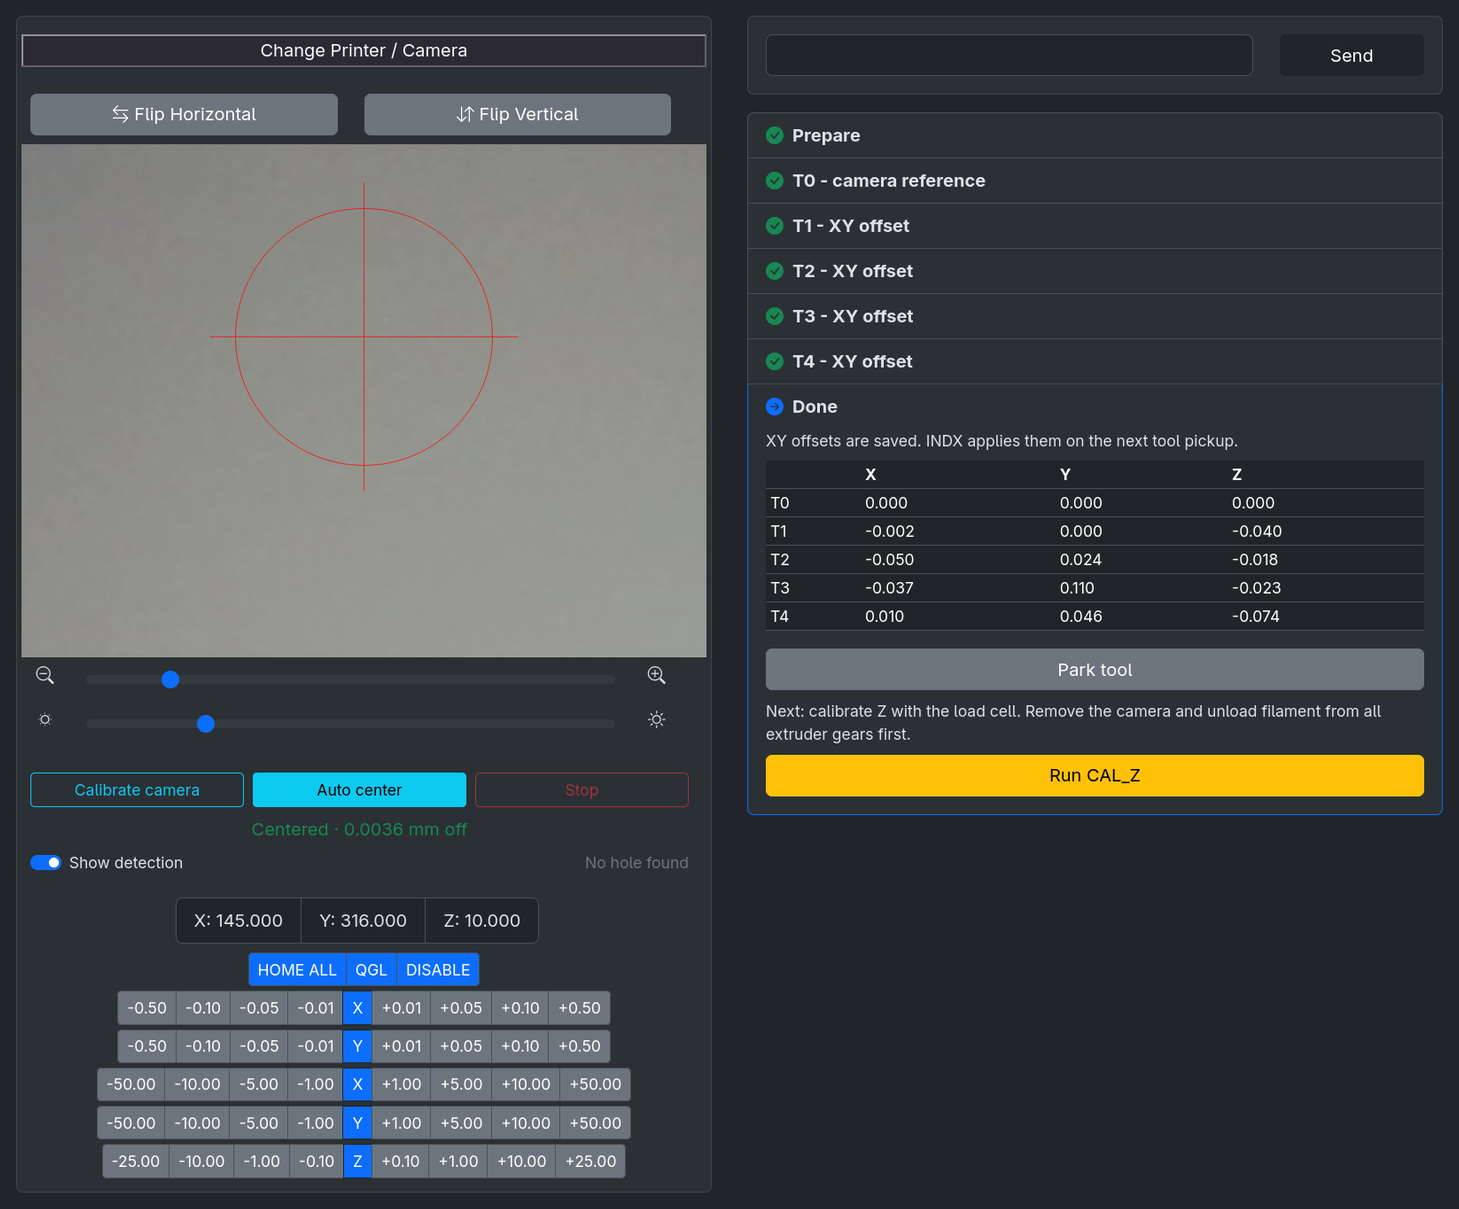 Change Printer / Camera
Flip Horizontal
Flip Vertical
Calibrate camera
Auto center
Stop
Centered · 0.0036 mm off
Show detection
No hole found
X: 145.000
Y: 316.000
Z: 10.000
HOME ALL
QGL
DISABLE
-0.50 -0.10 -0.05 -0.01 X +0.01 +0.05 +0.10 +0.50
-0.50 -0.10 -0.05 -0.01 Y +0.01 +0.05 +0.10 +0.50
-50.00 -10.00 -5.00 -1.00 X +1.00 +5.00 +10.00 +50.00
-50.00 -10.00 -5.00 -1.00 Y +1.00 +5.00 +10.00 +50.00
-25.00 -10.00 -1.00 -0.10 Z +0.10 +1.00 +10.00 +25.00
Send
Prepare
T0 - camera reference
T1 - XY offset
T2 - XY offset
T3 - XY offset
T4 - XY offset
Done
XY offsets are saved. INDX applies them on the next tool pickup.
X Y Z
T0 0.000 0.000 0.000
T1 -0.002 0.000 -0.040
T2 -0.050 0.024 -0.018
T3 -0.037 0.110 -0.023
T4 0.010 0.046 -0.074
Park tool
Next: calibrate Z with the load cell. Remove the camera and unload filament from all
extruder gears first.
Run CAL_Z